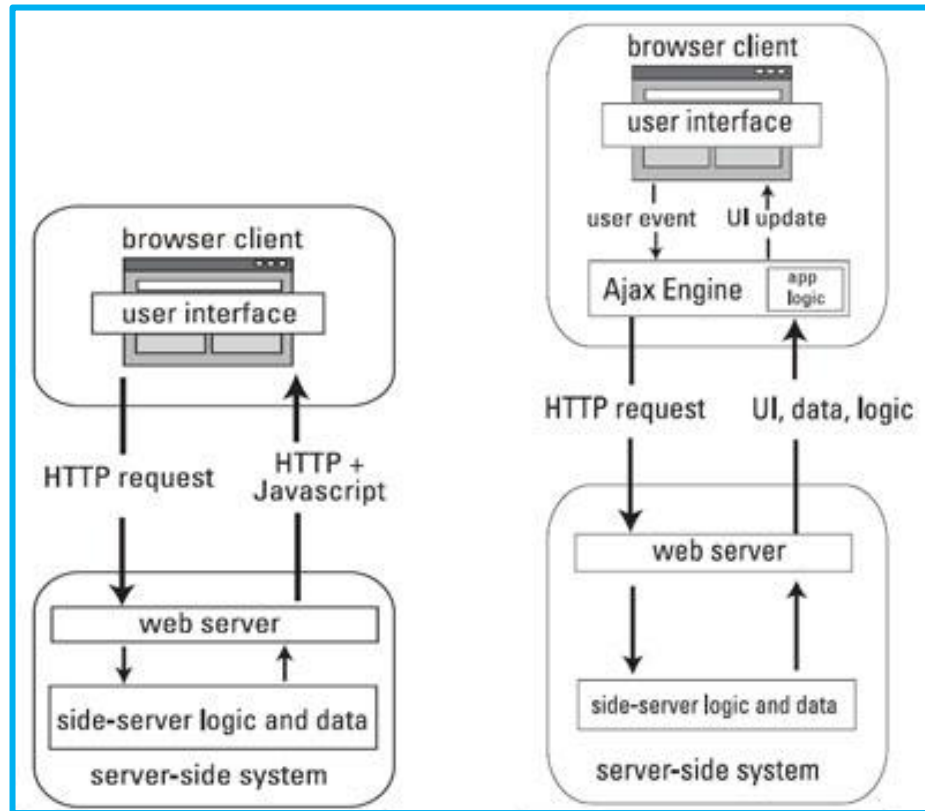 browser client
user interface
HTTP request
HTTP +
Javascript
web server
side-server logic and data
server-side system
browser client
user interface
user event
UI update
Ajax Engine
app
logic
HTTP request
UI, data, logic
web server
side-server logic and data
server-side system